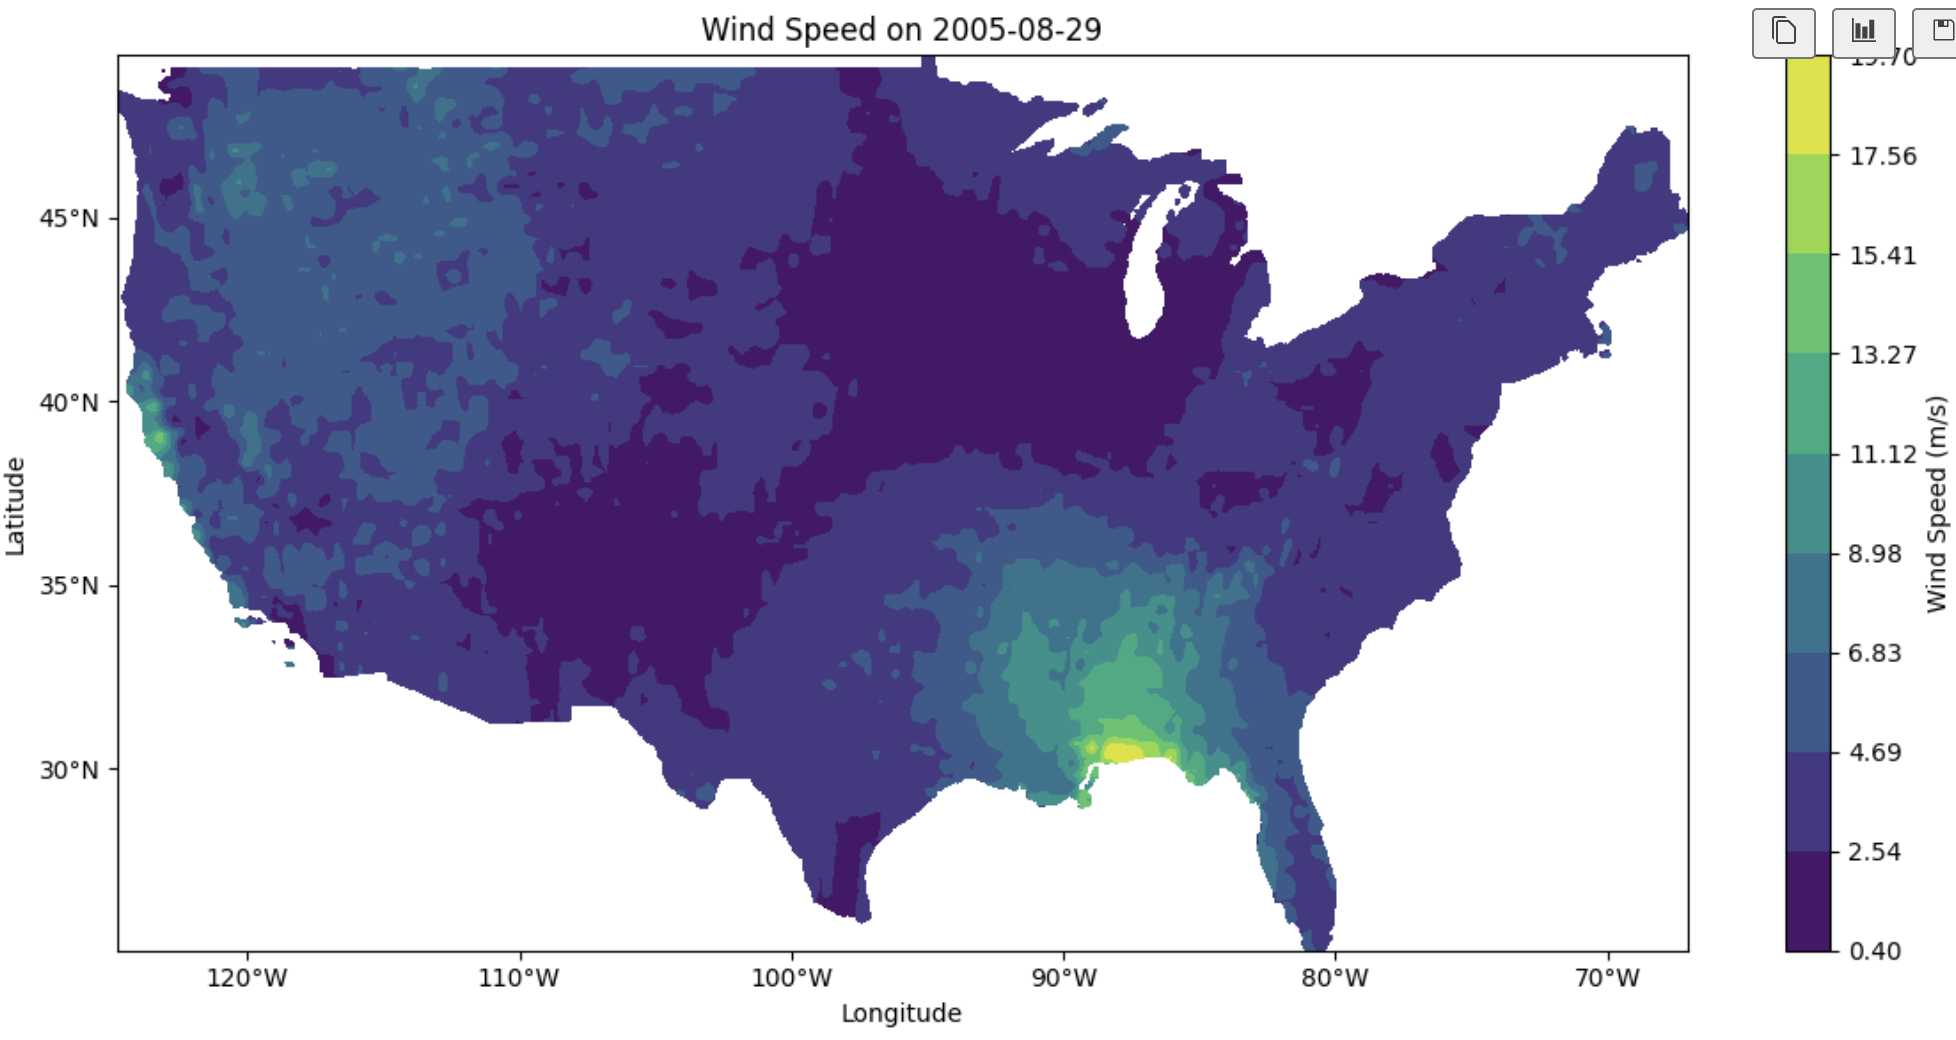 Wind Speed on 2005-08-29
45°N
40°N
35°N
30°N
Latitude
120°W
110°W
100°W
90°W
80°W
70°W
Longitude
17.56
15.41
13.27
11.12
8.98
6.83
4.69
2.54
0.40
Wind Speed (m/s)